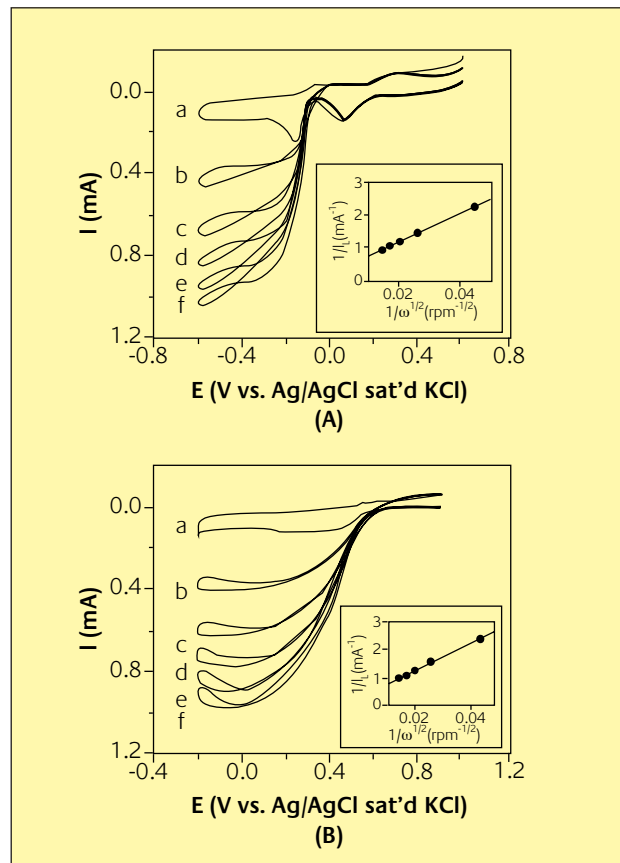 0.0
0.4
0.8
1.2
I (mA)
a
b
c
d
e
f
-0.8
-0.4
0.0
0.4
0.8
E (V vs. Ag/AgCl sat'd KCl)
(A)
3
2
1
0
1/I_L(mA⁻¹)
0.02
0.04
1/ω^1/2(rpm^-1/2)
0.0
0.4
0.8
1.2
I (mA)
a
b
c
d
e
f
-0.4
0.0
0.4
0.8
1.2
E (V vs. Ag/AgCl sat'd KCl)
(B)
3
2
1
0
1/I_L(mA⁻¹)
0.02
0.04
1/ω^1/2(rpm^-1/2)